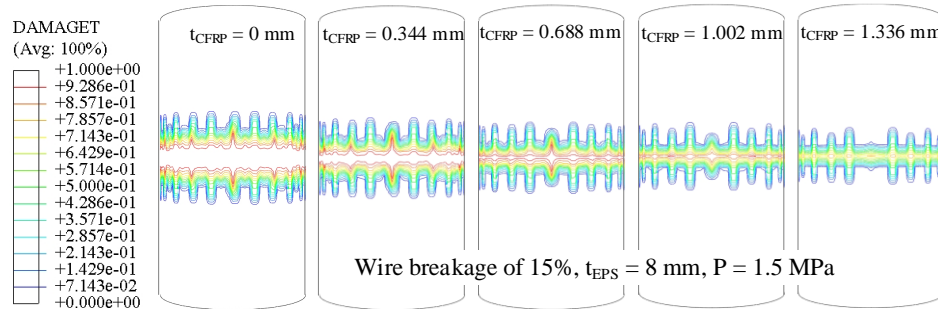 DAMAGET
(Avg: 100%)
+1.000e+00
+9.286e-01
+8.571e-01
+7.857e-01
+7.143e-01
+6.429e-01
+5.714e-01
+5.000e-01
+4.286e-01
+3.571e-01
+2.857e-01
+2.143e-01
+1.429e-01
+7.143e-02
+0.000e+00
tCFRP = 0 mm
tCFRP = 0.344 mm
tCFRP = 0.688 mm
tCFRP = 1.002 mm
tCFRP = 1.336 mm
Wire breakage of 15%, tEPS = 8 mm, P = 1.5 MPa